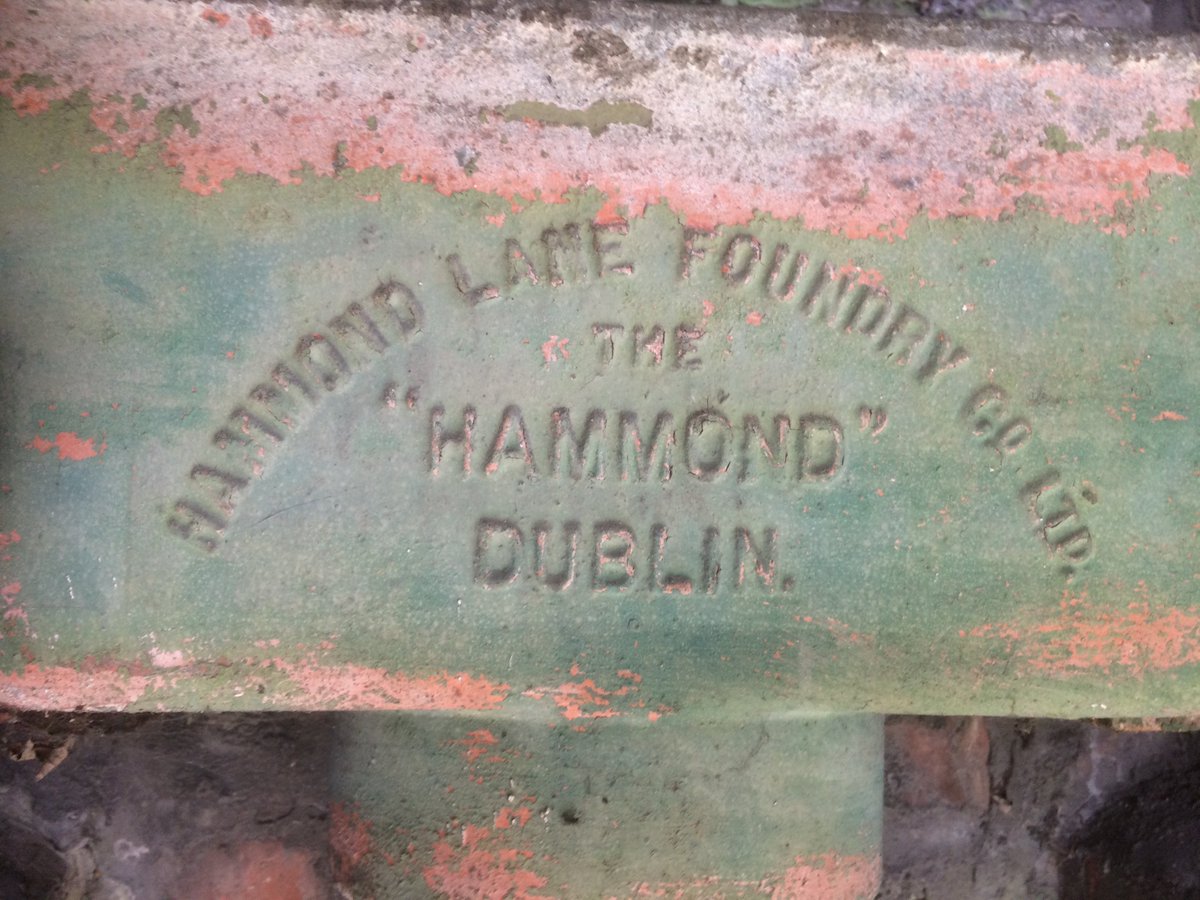 HAMMOND LANE FOUNDRY Co. LTD.
THE
"HAMMOND"
DUBLIN.